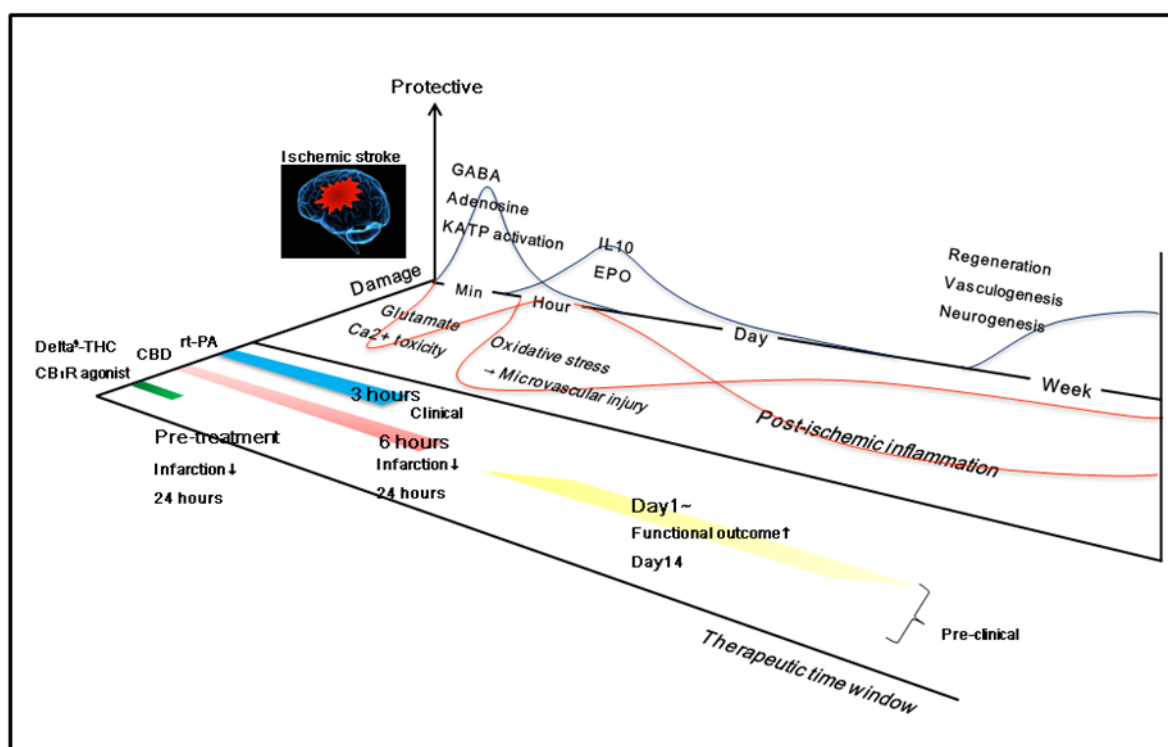 Protective
Ischemic stroke
GABA
Adenosine
KATP activation
IL10
EPO
Regeneration
Vasculogenesis
Neurogenesis
Damage
Min
Hour
Day
Week
Glutamate
Ca2+ toxicity
Oxidative stress
→ Microvascular injury
Post-ischemic inflammation
Delta⁹-THC
CB1R agonist
CBD
rt-PA
3 hours
Clinical
6 hours
Infarction↓
24 hours
Pre-treatment
Infarction↓
24 hours
Day1~
Functional outcome↑
Day14
Pre-clinical
Therapeutic time window